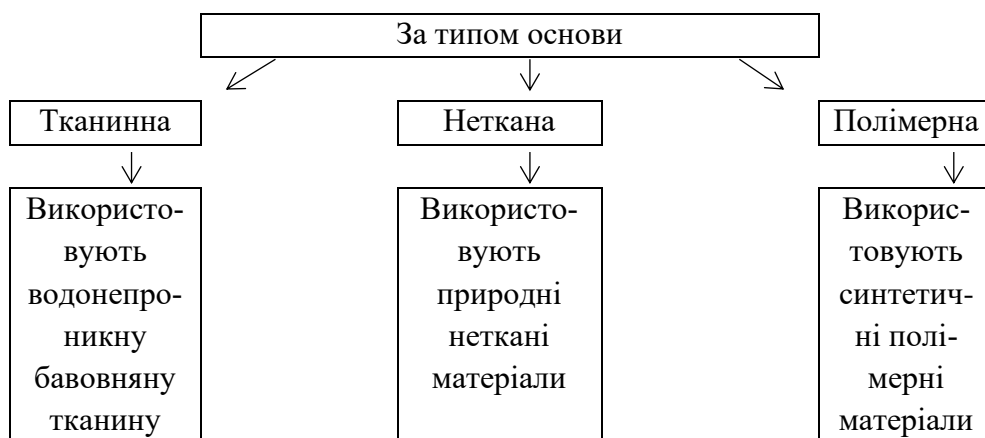 За типом основи
Тканинна
Неткана
Полімерна
Використо-
вують
водонепро-
никну
бавовняну
тканину
Використо-
вують
природні
неткані
матеріали
Викорис-
товують
синтетич-
ні полі-
мерні
матеріали